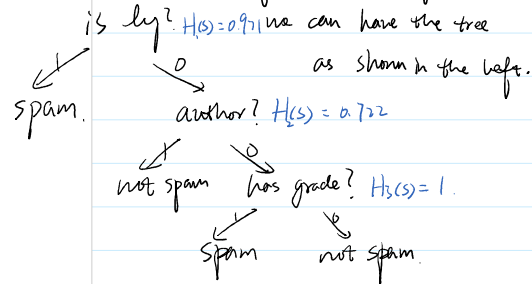 is ly? H₁(s)=0.971 we can have the tree
1 0 as shown in the left.
spam. author? H₂(s) = 0.722
1 0
not spam has grade? H₃(s)=1.
1 0
spam not spam.